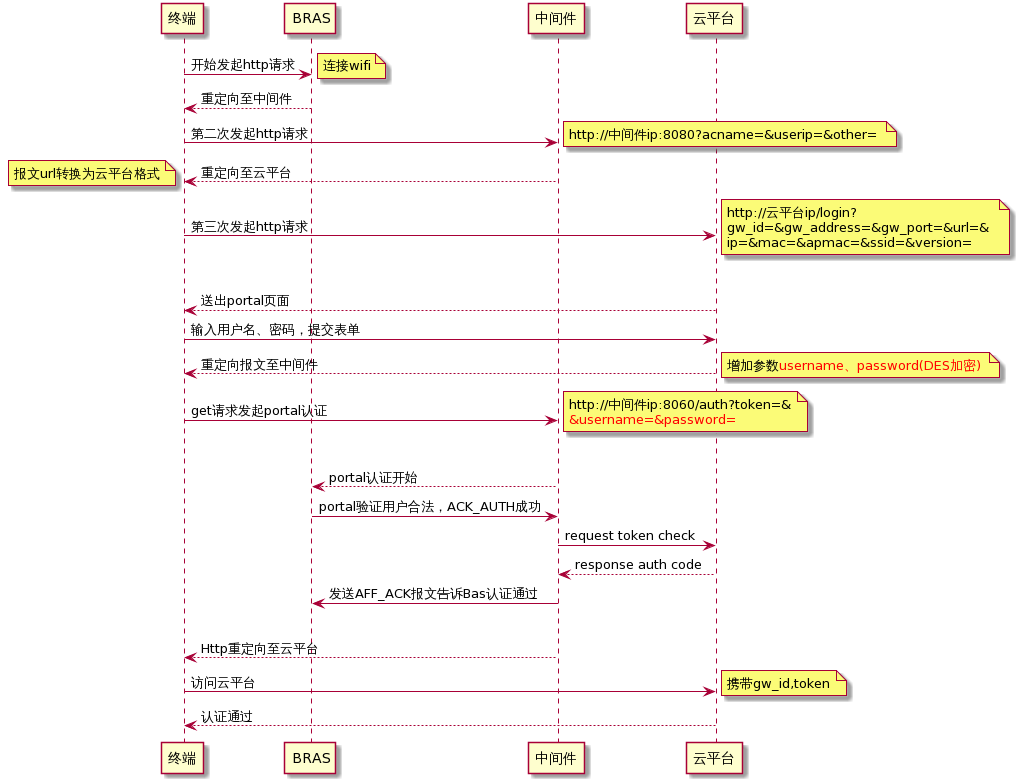 终端
BRAS
中间件
云平台
开始发起http请求
连接wifi
重定向至中间件
第二次发起http请求
http://中间件ip:8080?acname=&userip=&other=
报文url转换为云平台格式
重定向至云平台
第三次发起http请求
http://云平台ip/login?
gw_id=&gw_address=&gw_port=&url=&
ip=&mac=&apmac=&ssid=&version=
送出portal页面
输入用户名、密码，提交表单
重定向报文至中间件
增加参数username、password(DES加密)
get请求发起portal认证
http://中间件ip:8060/auth?token=&
&username=&password=
portal认证开始
portal验证用户合法，ACK_AUTH成功
request token check
response auth code
发送AFF_ACK报文告诉Bas认证通过
Http重定向至云平台
访问云平台
携带gw_id,token
认证通过
终端
BRAS
中间件
云平台